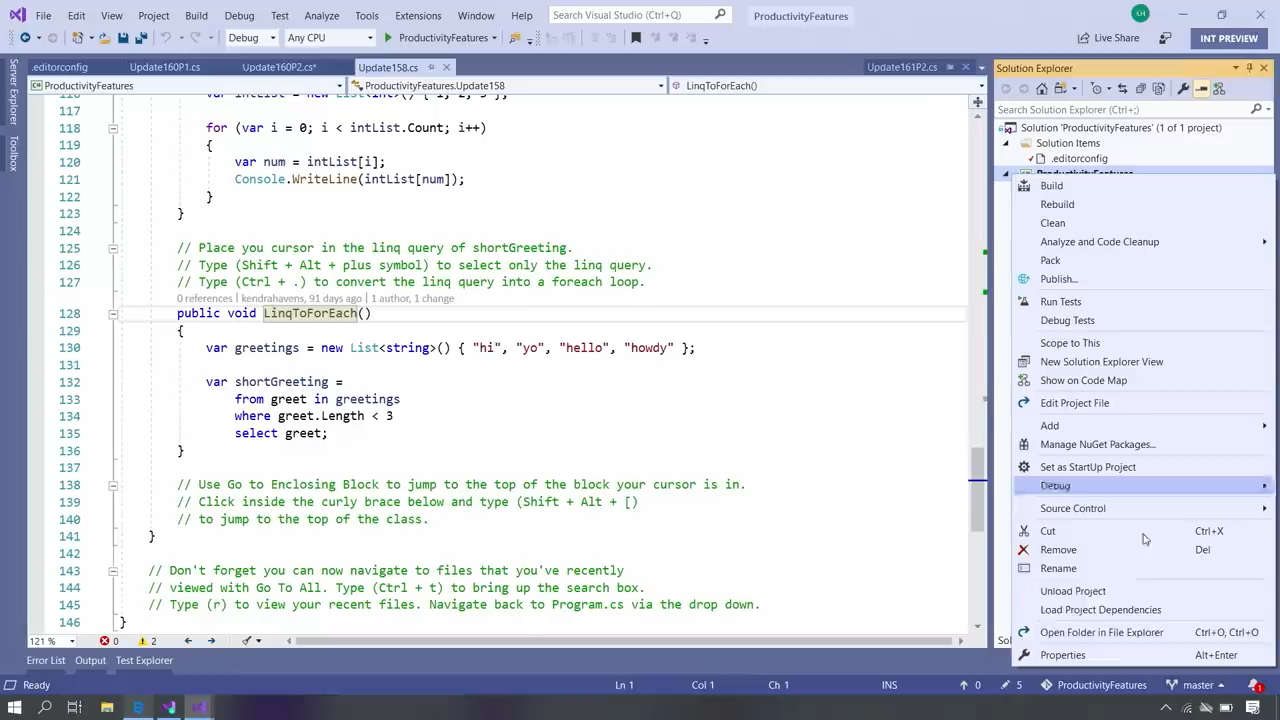 File Edit View Project Build Debug Test Analyze Tools Extensions Window Help Search Visual Studio (Ctrl+Q) ProductivityFeatures KH
Debug Any CPU ProductivityFeatures Live Share INT PREVIEW
.editorconfig Update160P1.cs Update160P2.cs* Update158.cs Update161P2.cs
ProductivityFeatures ProductivityFeatures.Update158 LinqToForEach()
Server Explorer
Toolbox
117
118 for (var i = 0; i < intList.Count; i++)
119 {
120 var num = intList[i];
121 Console.WriteLine(intList[num]);
122 }
123 }
124
125 // Place you cursor in the linq query of shortGreeting.
126 // Type (Shift + Alt + plus symbol) to select only the linq query.
127 // Type (Ctrl + .) to convert the linq query into a foreach loop.
0 references | kendrahavens, 91 days ago | 1 author, 1 change
128 public void LinqToForEach()
129 {
130 var greetings = new List<string>() { "hi", "yo", "hello", "howdy" };
131
132 var shortGreeting =
133 from greet in greetings
134 where greet.Length < 3
135 select greet;
136 }
137
138 // Use Go to Enclosing Block to jump to the top of the block your cursor is in.
139 // Click inside the curly brace below and type (Shift + Alt + [)
140 // to jump to the top of the class.
141 }
142
143 // Don't forget you can now navigate to files that you've recently
144 // viewed with Go To All. Type (Ctrl + t) to bring up the search box.
145 // Type (r) to view your recent files. Navigate back to Program.cs via the drop down.
146 }
121 % 0 2
Error List Output Test Explorer
Ready Ln 1 Col 1 Ch 1 INS 0 5 ProductivityFeatures master 1
Solution Explorer
Search Solution Explorer (Ctrl+;)
Solution 'ProductivityFeatures' (1 of 1 project)
Solution Items
.editorconfig
ProductivityFeatures
Build
Rebuild
Clean
Analyze and Code Cleanup
Pack
Publish...
Run Tests
Debug Tests
Scope to This
New Solution Explorer View
Show on Code Map
Edit Project File
Add
Manage NuGet Packages...
Set as StartUp Project
Debug
Source Control
Cut Ctrl+X
Remove Del
Rename
Unload Project
Load Project Dependencies
Open Folder in File Explorer Ctrl+O, Ctrl+O
Properties Alt+Enter